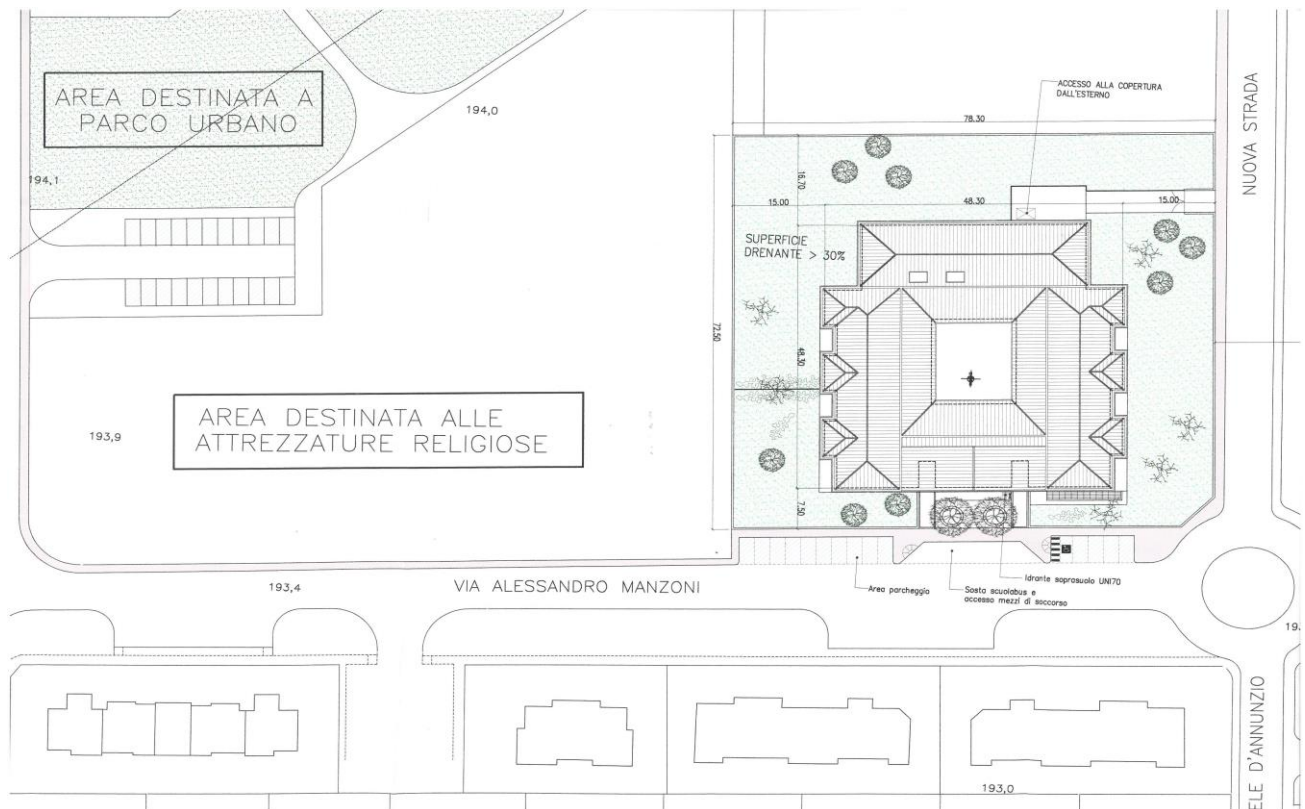 AREA DESTINATA A
PARCO URBANO
194,0
194,1
ACCESSO ALLA COPERTURA
DALL'ESTERNO
78.30
NUOVA STRADA
16.70
15.00
48.30
15.00
SUPERFICIE
DRENANTE > 30%
72.50
48.30
AREA DESTINATA ALLE
ATTREZZATURE RELIGIOSE
193,9
7.50
193,4
VIA ALESSANDRO MANZONI
Area parcheggio
Sosta scuolabus e
accesso mezzi di soccorso
Idrante soprasuolo UNI70
19
ELE D'ANNUNZIO
193,0